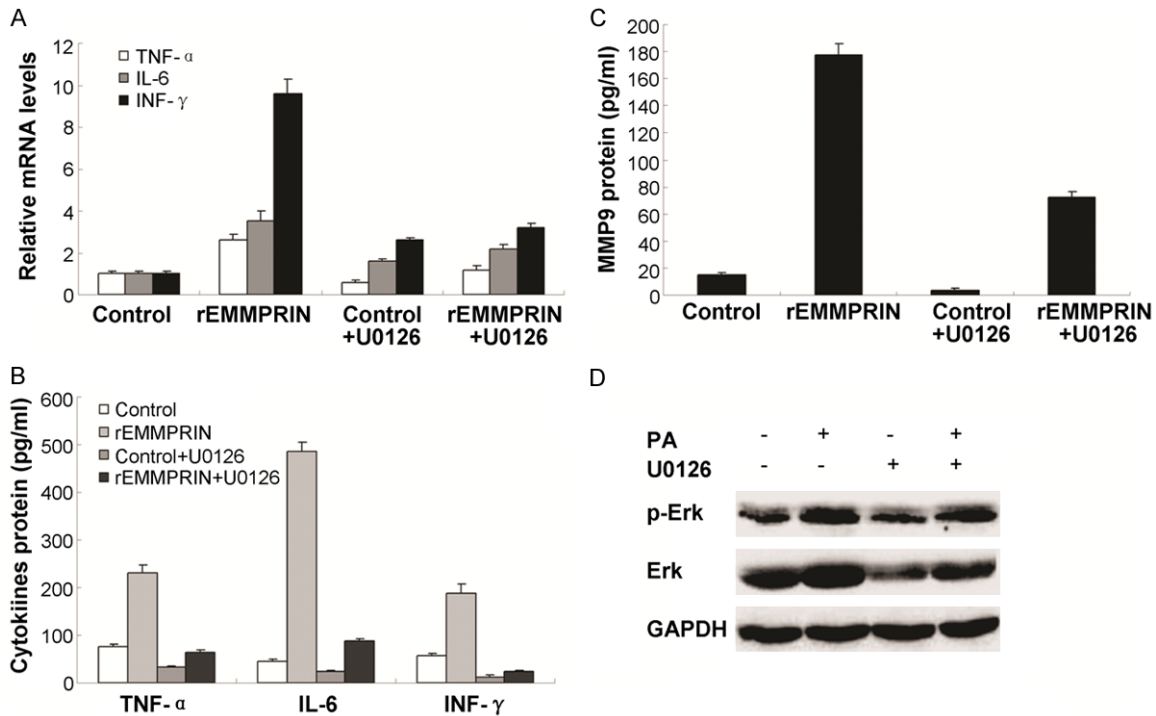 A
Relative mRNA levels
12
10
8
6
4
2
0
TNF-α
IL-6
INF-γ
Control
rEMMPRIN
Control
+U0126
rEMMPRIN
+U0126
B
Cytokiines protein (pg/ml)
600
500
400
300
200
100
0
Control
rEMMPRIN
Control+U0126
rEMMPRIN+U0126
TNF-α
IL-6
INF-γ
C
MMP9 protein (pg/ml)
200
180
160
140
120
100
80
60
40
20
0
Control
rEMMPRIN
Control
+U0126
rEMMPRIN
+U0126
D
PA - + - +
U0126 - - + +
p-Erk
Erk
GAPDH